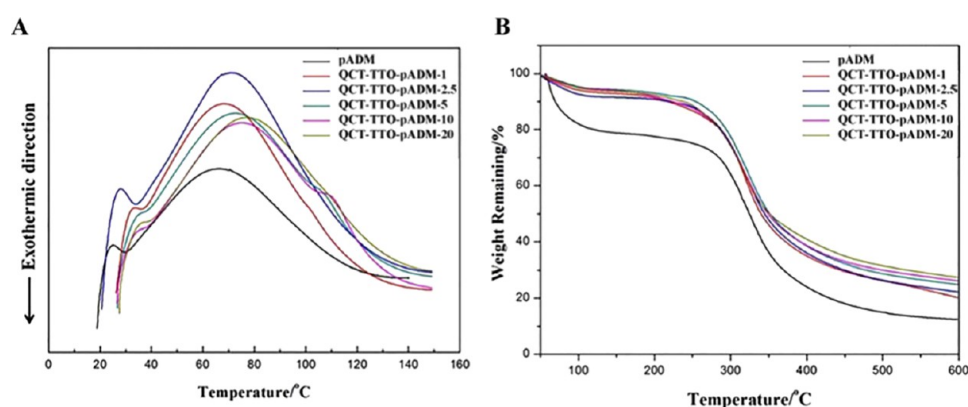 A
Exothermic direction
pADM
QCT-TTO-pADM-1
QCT-TTO-pADM-2.5
QCT-TTO-pADM-5
QCT-TTO-pADM-10
QCT-TTO-pADM-20
0 20 40 60 80 100 120 140 160
Temperature/°C
B
Weight Remaining/%
100
80
60
40
20
0
pADM
QCT-TTO-pADM-1
QCT-TTO-pADM-2.5
QCT-TTO-pADM-5
QCT-TTO-pADM-10
QCT-TTO-pADM-20
100 200 300 400 500 600
Temperature/°C